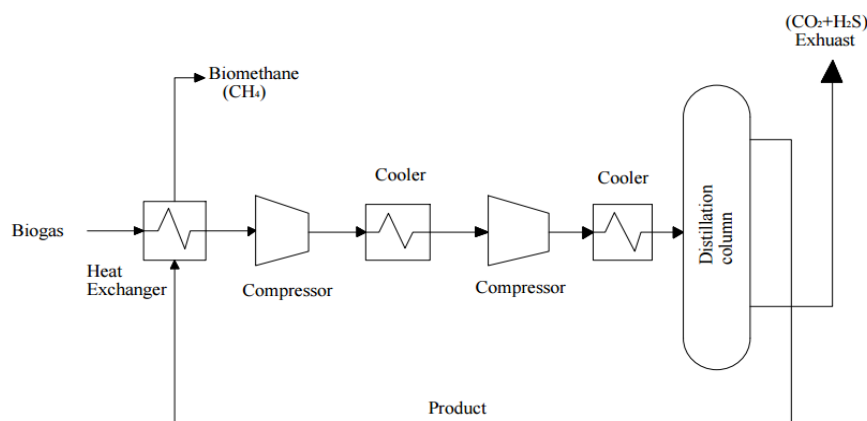 (CO₂+H₂S)
Exhuast
Biomethane
(CH₄)
Cooler
Cooler
Biogas
Heat
Exchanger
Compressor
Compressor
Distillation
column
Product